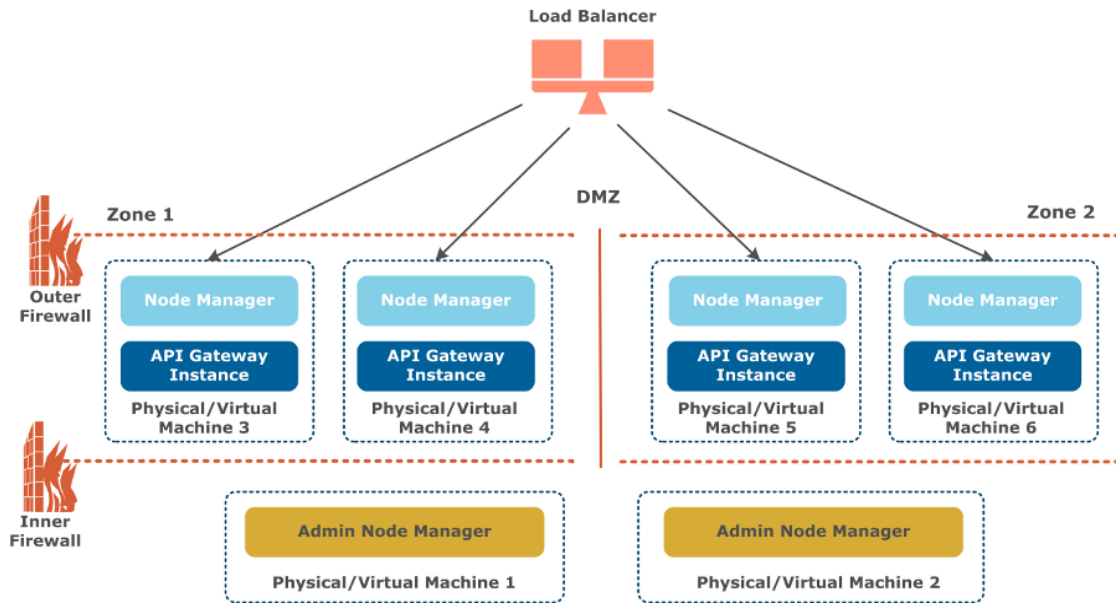 Load Balancer
DMZ
Zone 1
Zone 2
Outer
Firewall
Node Manager
API Gateway
Instance
Physical/Virtual
Machine 3
Node Manager
API Gateway
Instance
Physical/Virtual
Machine 4
Node Manager
API Gateway
Instance
Physical/Virtual
Machine 5
Node Manager
API Gateway
Instance
Physical/Virtual
Machine 6
Inner
Firewall
Admin Node Manager
Physical/Virtual Machine 1
Admin Node Manager
Physical/Virtual Machine 2